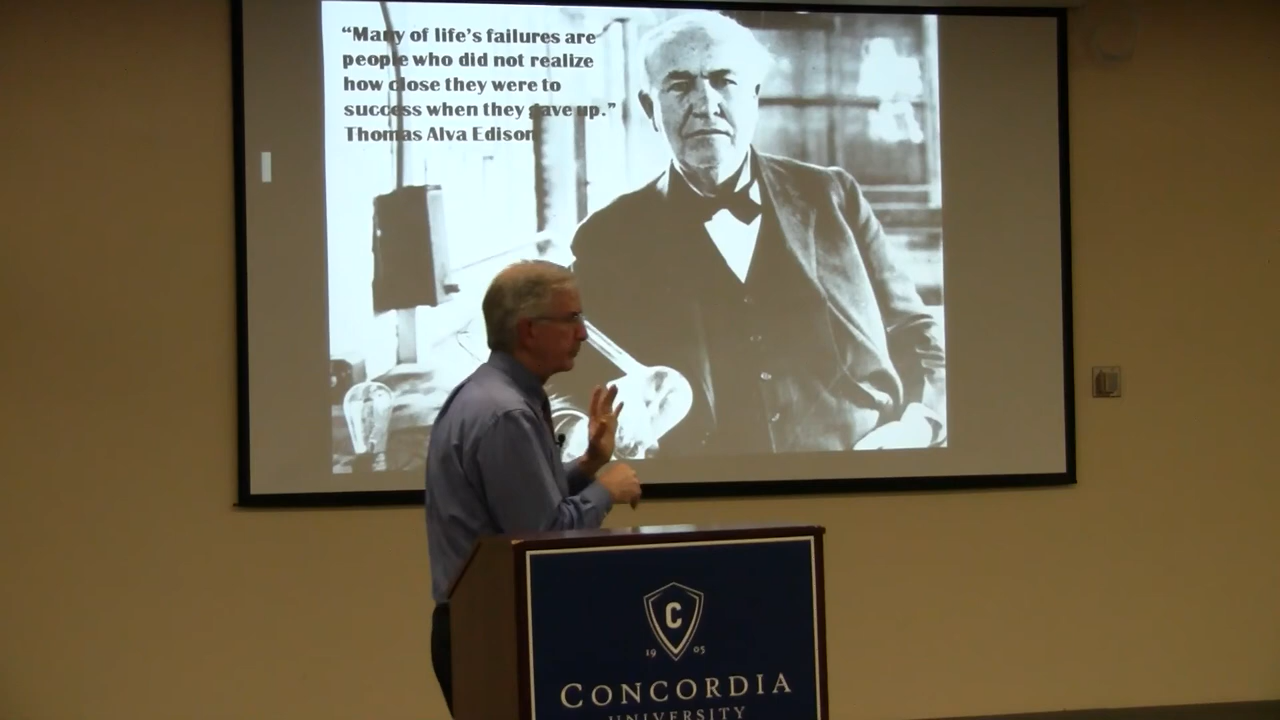 “Many of life’s failures are
people who did not realize
how close they were to
success when they gave up.”
Thomas Alva Edison
C
19 05
CONCORDIA
UNIVERSITY